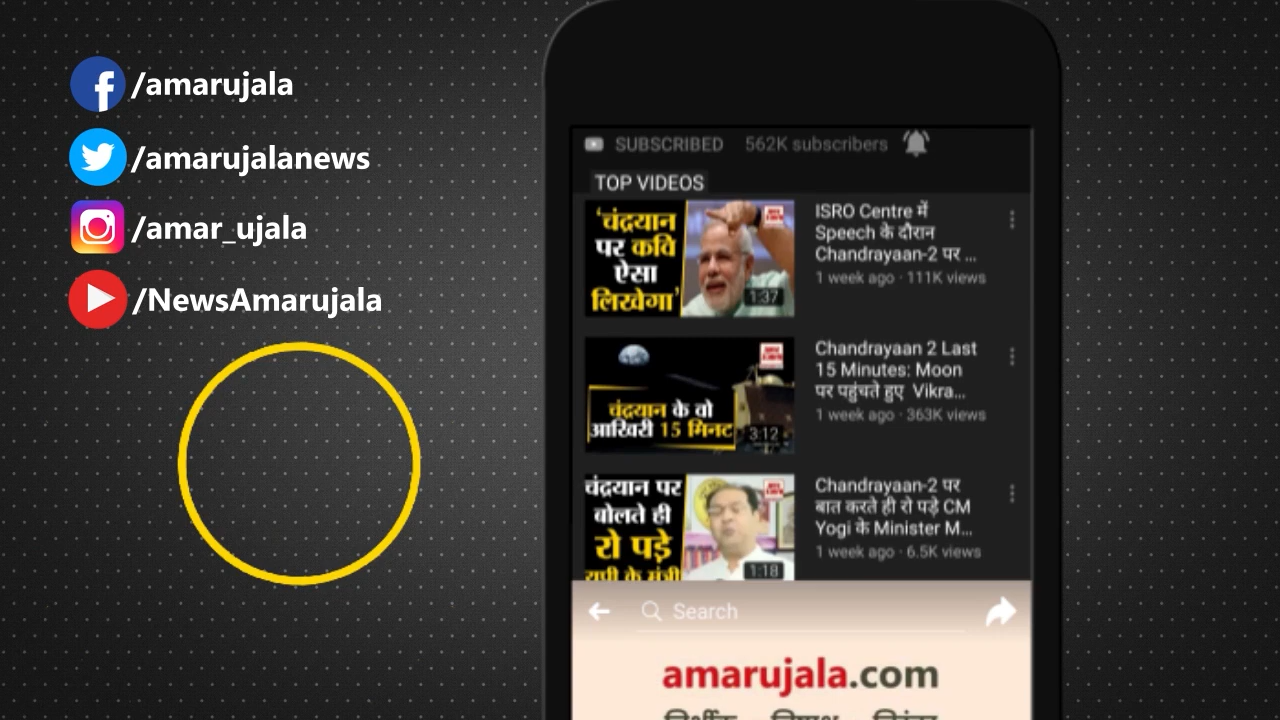 /amarujala
/amarujalanews
/amar_ujala
/NewsAmarujala
SUBSCRIBED 562K subscribers
TOP VIDEOS
'चंद्रयान
पर कवि
ऐसा
लिखेगा'
1:37
ISRO Centre में
Speech के दौरान
Chandrayaan-2 पर ...
1 week ago · 111K views
चंद्रयान के वो
आखिरी 15 मिनट
3:12
Chandrayaan 2 Last
15 Minutes: Moon
पर पहुंचते हुए Vikra...
1 week ago · 363K views
चंद्रयान पर
बोलते ही
रो पड़े
यूपी के मंत्री
1:18
Chandrayaan-2 पर
बात करते ही रो पड़े CM
Yogi के Minister M...
1 week ago · 6.5K views
Search
amarujala.com